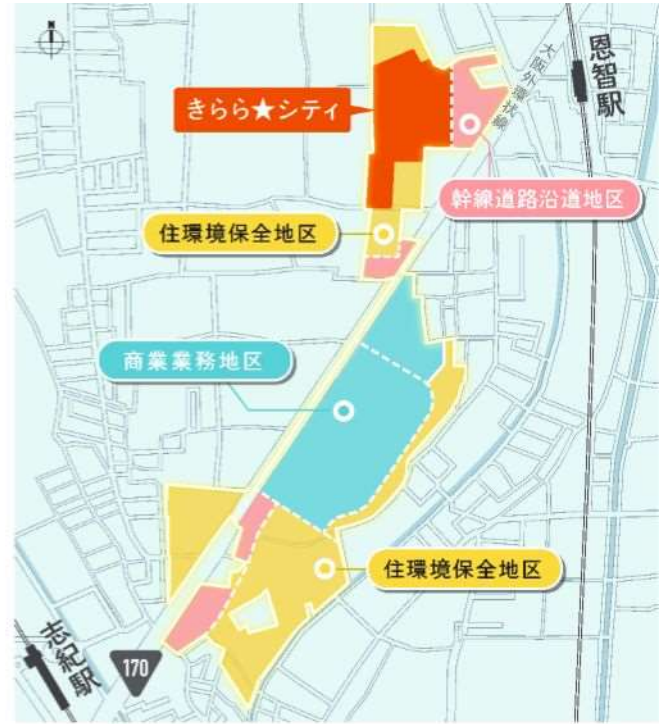 N
恩智駅
大阪外環状線
きらら★シティ
幹線道路沿道地区
住環境保全地区
商業業務地区
住環境保全地区
志紀駅
170